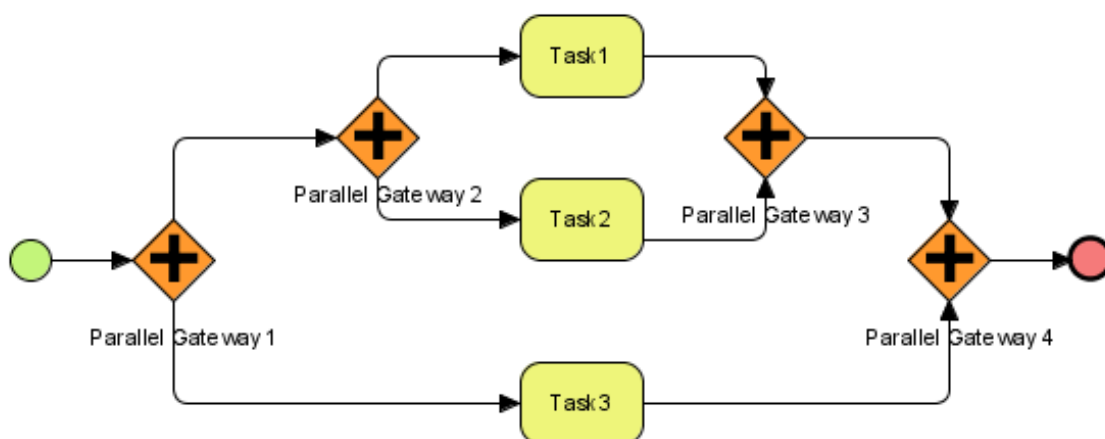 Task1
Parallel Gateway 2
Task2
Parallel Gateway 3
Parallel Gateway 1
Parallel Gateway 4
Task3